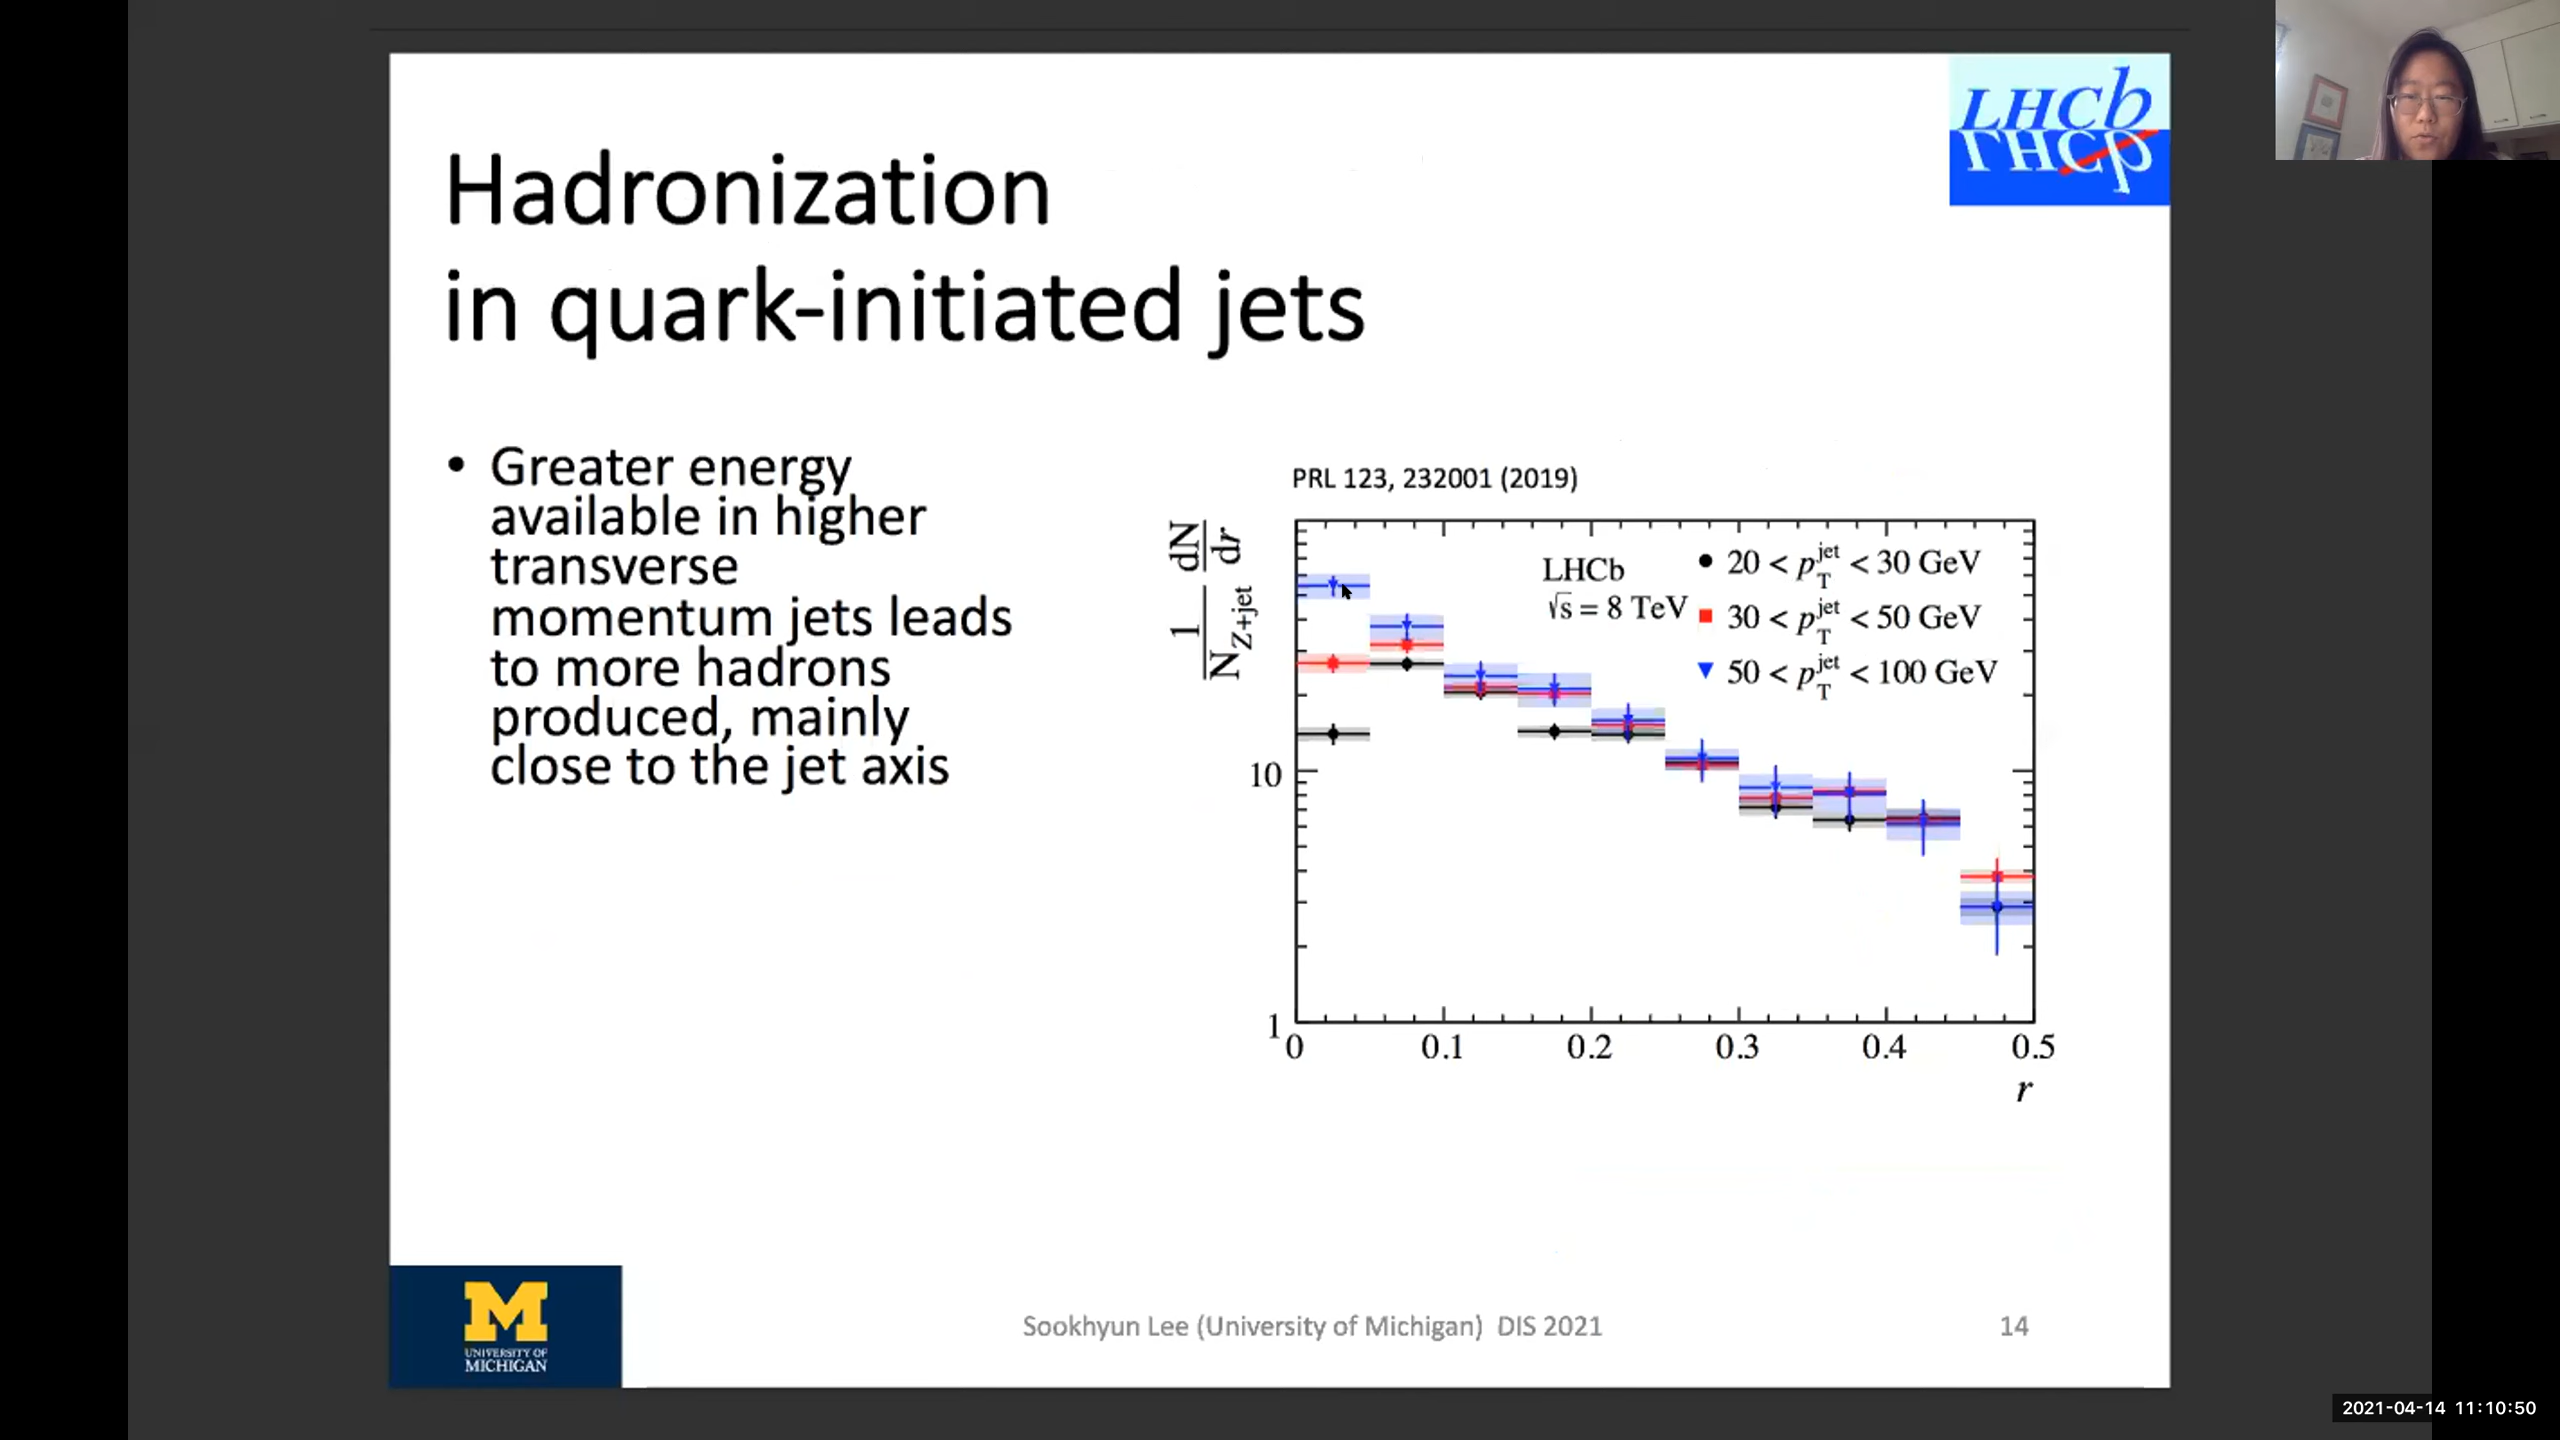 LHCb
LHCb
Hadronization
in quark-initiated jets
• Greater energy
available in higher
transverse
momentum jets leads
to more hadrons
produced, mainly
close to the jet axis
PRL 123, 232001 (2019)
1/N_{Z+jet} dN/dr
LHCb
√s = 8 TeV
20 < p_T^jet < 30 GeV
30 < p_T^jet < 50 GeV
50 < p_T^jet < 100 GeV
10
1
0 0.1 0.2 0.3 0.4 0.5
r
M
UNIVERSITY OF
MICHIGAN
Sookhyun Lee (University of Michigan) DIS 2021
14
2021-04-14 11:10:50